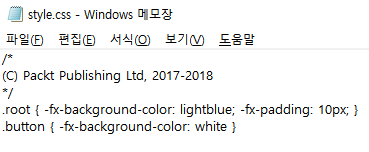 style.css - Windows 메모장
파일(F) 편집(E) 서식(O) 보기(V) 도움말
/*
(C) Packt Publishing Ltd, 2017-2018
*/
.root { -fx-background-color: lightblue; -fx-padding: 10px; }
.button { -fx-background-color: white }